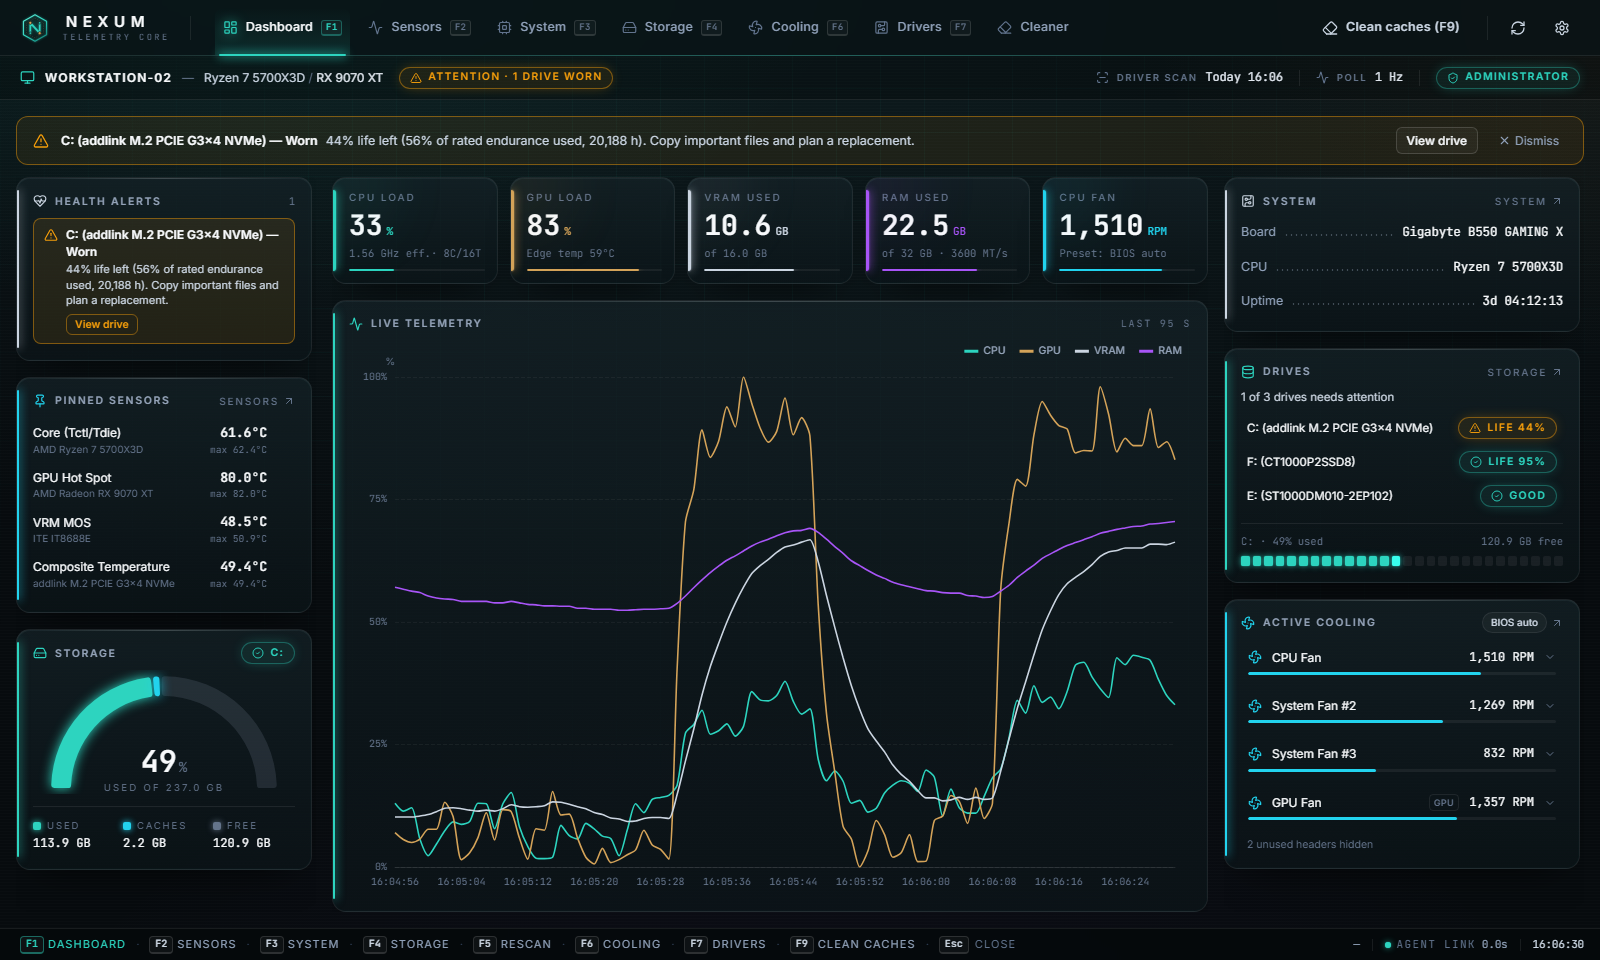 NEXUM
TELEMETRY CORE
Dashboard F1
Sensors F2
System F3
Storage F4
Cooling F6
Drivers F7
Cleaner
Clean caches (F9)
WORKSTATION-02 — Ryzen 7 5700X3D / RX 9070 XT
ATTENTION · 1 DRIVE WORN
DRIVER SCAN Today 16:06
POLL 1 Hz
ADMINISTRATOR
C: (addlink M.2 PCIE G3×4 NVMe) — Worn 44% life left (56% of rated endurance used, 20,188 h). Copy important files and plan a replacement.
View drive
× Dismiss
HEALTH ALERTS 1
C: (addlink M.2 PCIE G3×4 NVMe) —
Worn
44% life left (56% of rated endurance
used, 20,188 h). Copy important files and
plan a replacement.
View drive
PINNED SENSORS
SENSORS ↗
Core (Tctl/Tdie) 61.6°C
AMD Ryzen 7 5700X3D max 62.4°C
GPU Hot Spot 80.0°C
AMD Radeon RX 9070 XT max 82.0°C
VRM MOS 48.5°C
ITE IT8688E max 50.9°C
Composite Temperature 49.4°C
addlink M.2 PCIE G3×4 NVMe max 49.4°C
STORAGE
C:
49%
USED OF 237.0 GB
USED CACHES FREE
113.9 GB 2.2 GB 120.9 GB
CPU LOAD
33%
1.56 GHz eff.· 8C/16T
GPU LOAD
83%
Edge temp 59°C
VRAM USED
10.6 GB
of 16.0 GB
RAM USED
22.5 GB
of 32 GB · 3600 MT/s
CPU FAN
1,510 RPM
Preset: BIOS auto
LIVE TELEMETRY
LAST 95 S
CPU GPU VRAM RAM
%
100%
75%
50%
25%
0%
16:04:56 16:05:04 16:05:12 16:05:20 16:05:28 16:05:36 16:05:44 16:05:52 16:06:00 16:06:08 16:06:16 16:06:24
SYSTEM
SYSTEM ↗
Board Gigabyte B550 GAMING X
CPU Ryzen 7 5700X3D
Uptime 3d 04:12:13
DRIVES
STORAGE ↗
1 of 3 drives needs attention
C: (addlink M.2 PCIE G3×4 NVMe) LIFE 44%
F: (CT1000P2SSD8) LIFE 95%
E: (ST1000DM010-2EP102) GOOD
C: · 49% used 120.9 GB free
ACTIVE COOLING
BIOS auto ↗
CPU Fan 1,510 RPM
System Fan #2 1,269 RPM
System Fan #3 832 RPM
GPU Fan GPU 1,357 RPM
2 unused headers hidden
F1 DASHBOARD · F2 SENSORS · F3 SYSTEM · F4 STORAGE · F5 RESCAN · F6 COOLING · F7 DRIVERS · F9 CLEAN CACHES · Esc CLOSE
— AGENT LINK 0.0s 16:06:30